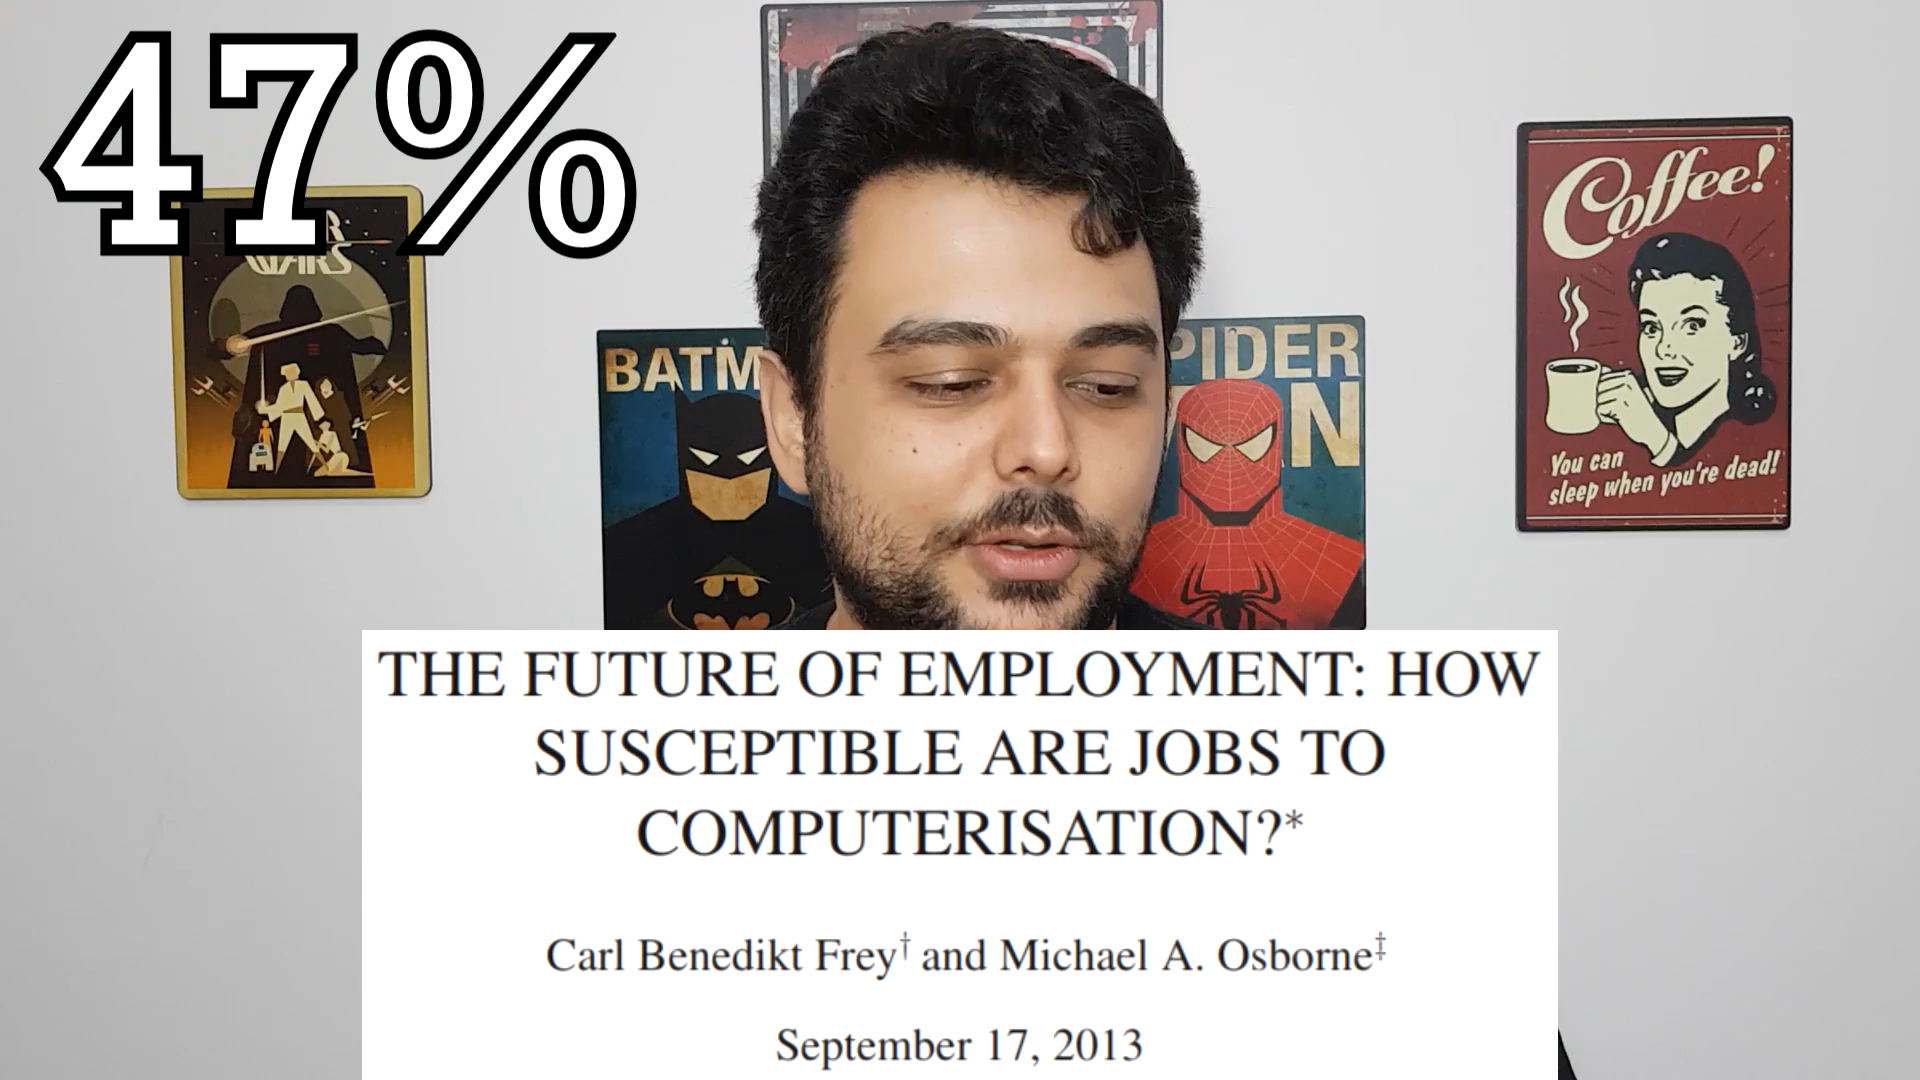 47%
WARS
Coffee!
BATM
PIDER
N
You can
sleep when you're dead!
THE FUTURE OF EMPLOYMENT: HOW
SUSCEPTIBLE ARE JOBS TO
COMPUTERISATION?*
Carl Benedikt Frey† and Michael A. Osborne‡
September 17, 2013